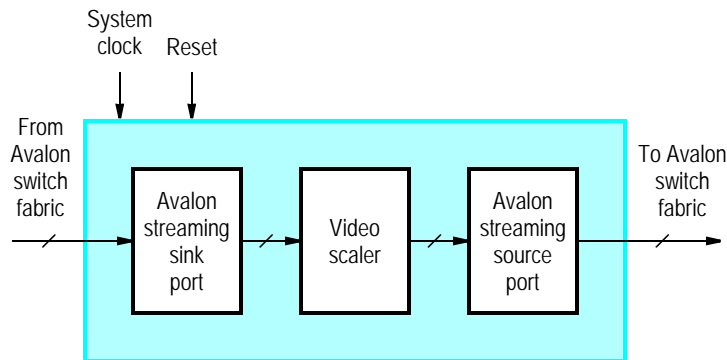 System
clock
Reset
From
Avalon
switch
fabric
Avalon
streaming
sink
port
Video
scaler
Avalon
streaming
source
port
To Avalon
switch
fabric